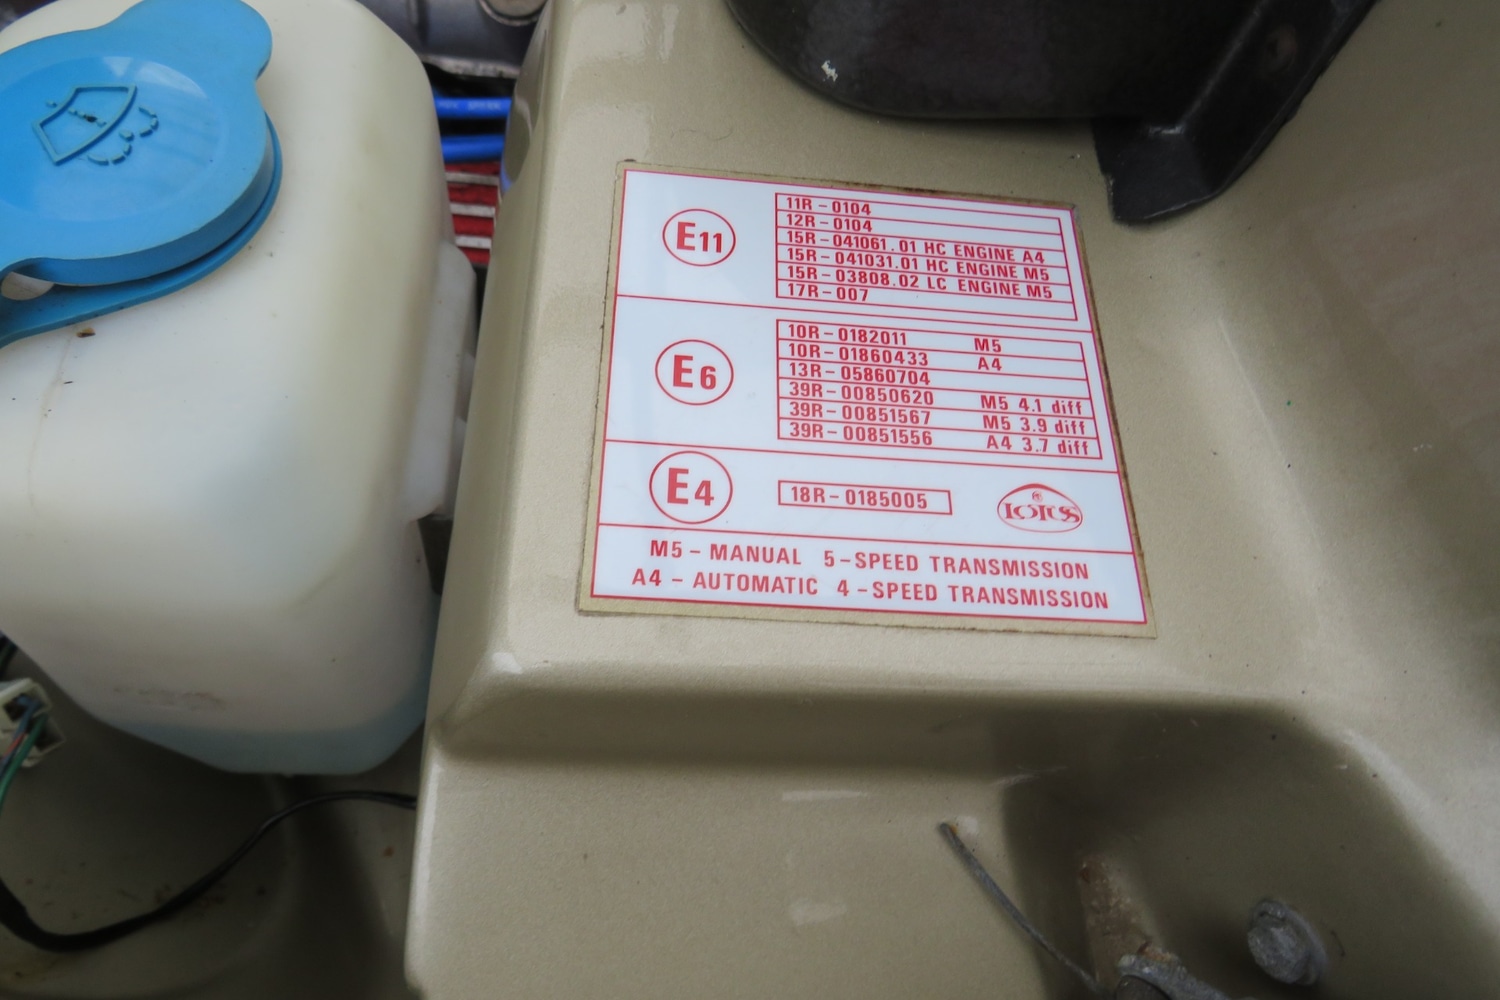 E11
11R-0104
12R-0104
15R-041061.01 HC ENGINE A4
15R-041031.01 HC ENGINE M5
15R-03808.02 LC ENGINE M5
17R-007
E6
10R-0182011 M5
10R-01860433 A4
13R-05860704
39R-00850620 M5 4.1 diff
39R-00851567 M5 3.9 diff
39R-00851556 A4 3.7 diff
E4
18R-0185005
LOTUS
M5-MANUAL 5-SPEED TRANSMISSION
A4-AUTOMATIC 4-SPEED TRANSMISSION